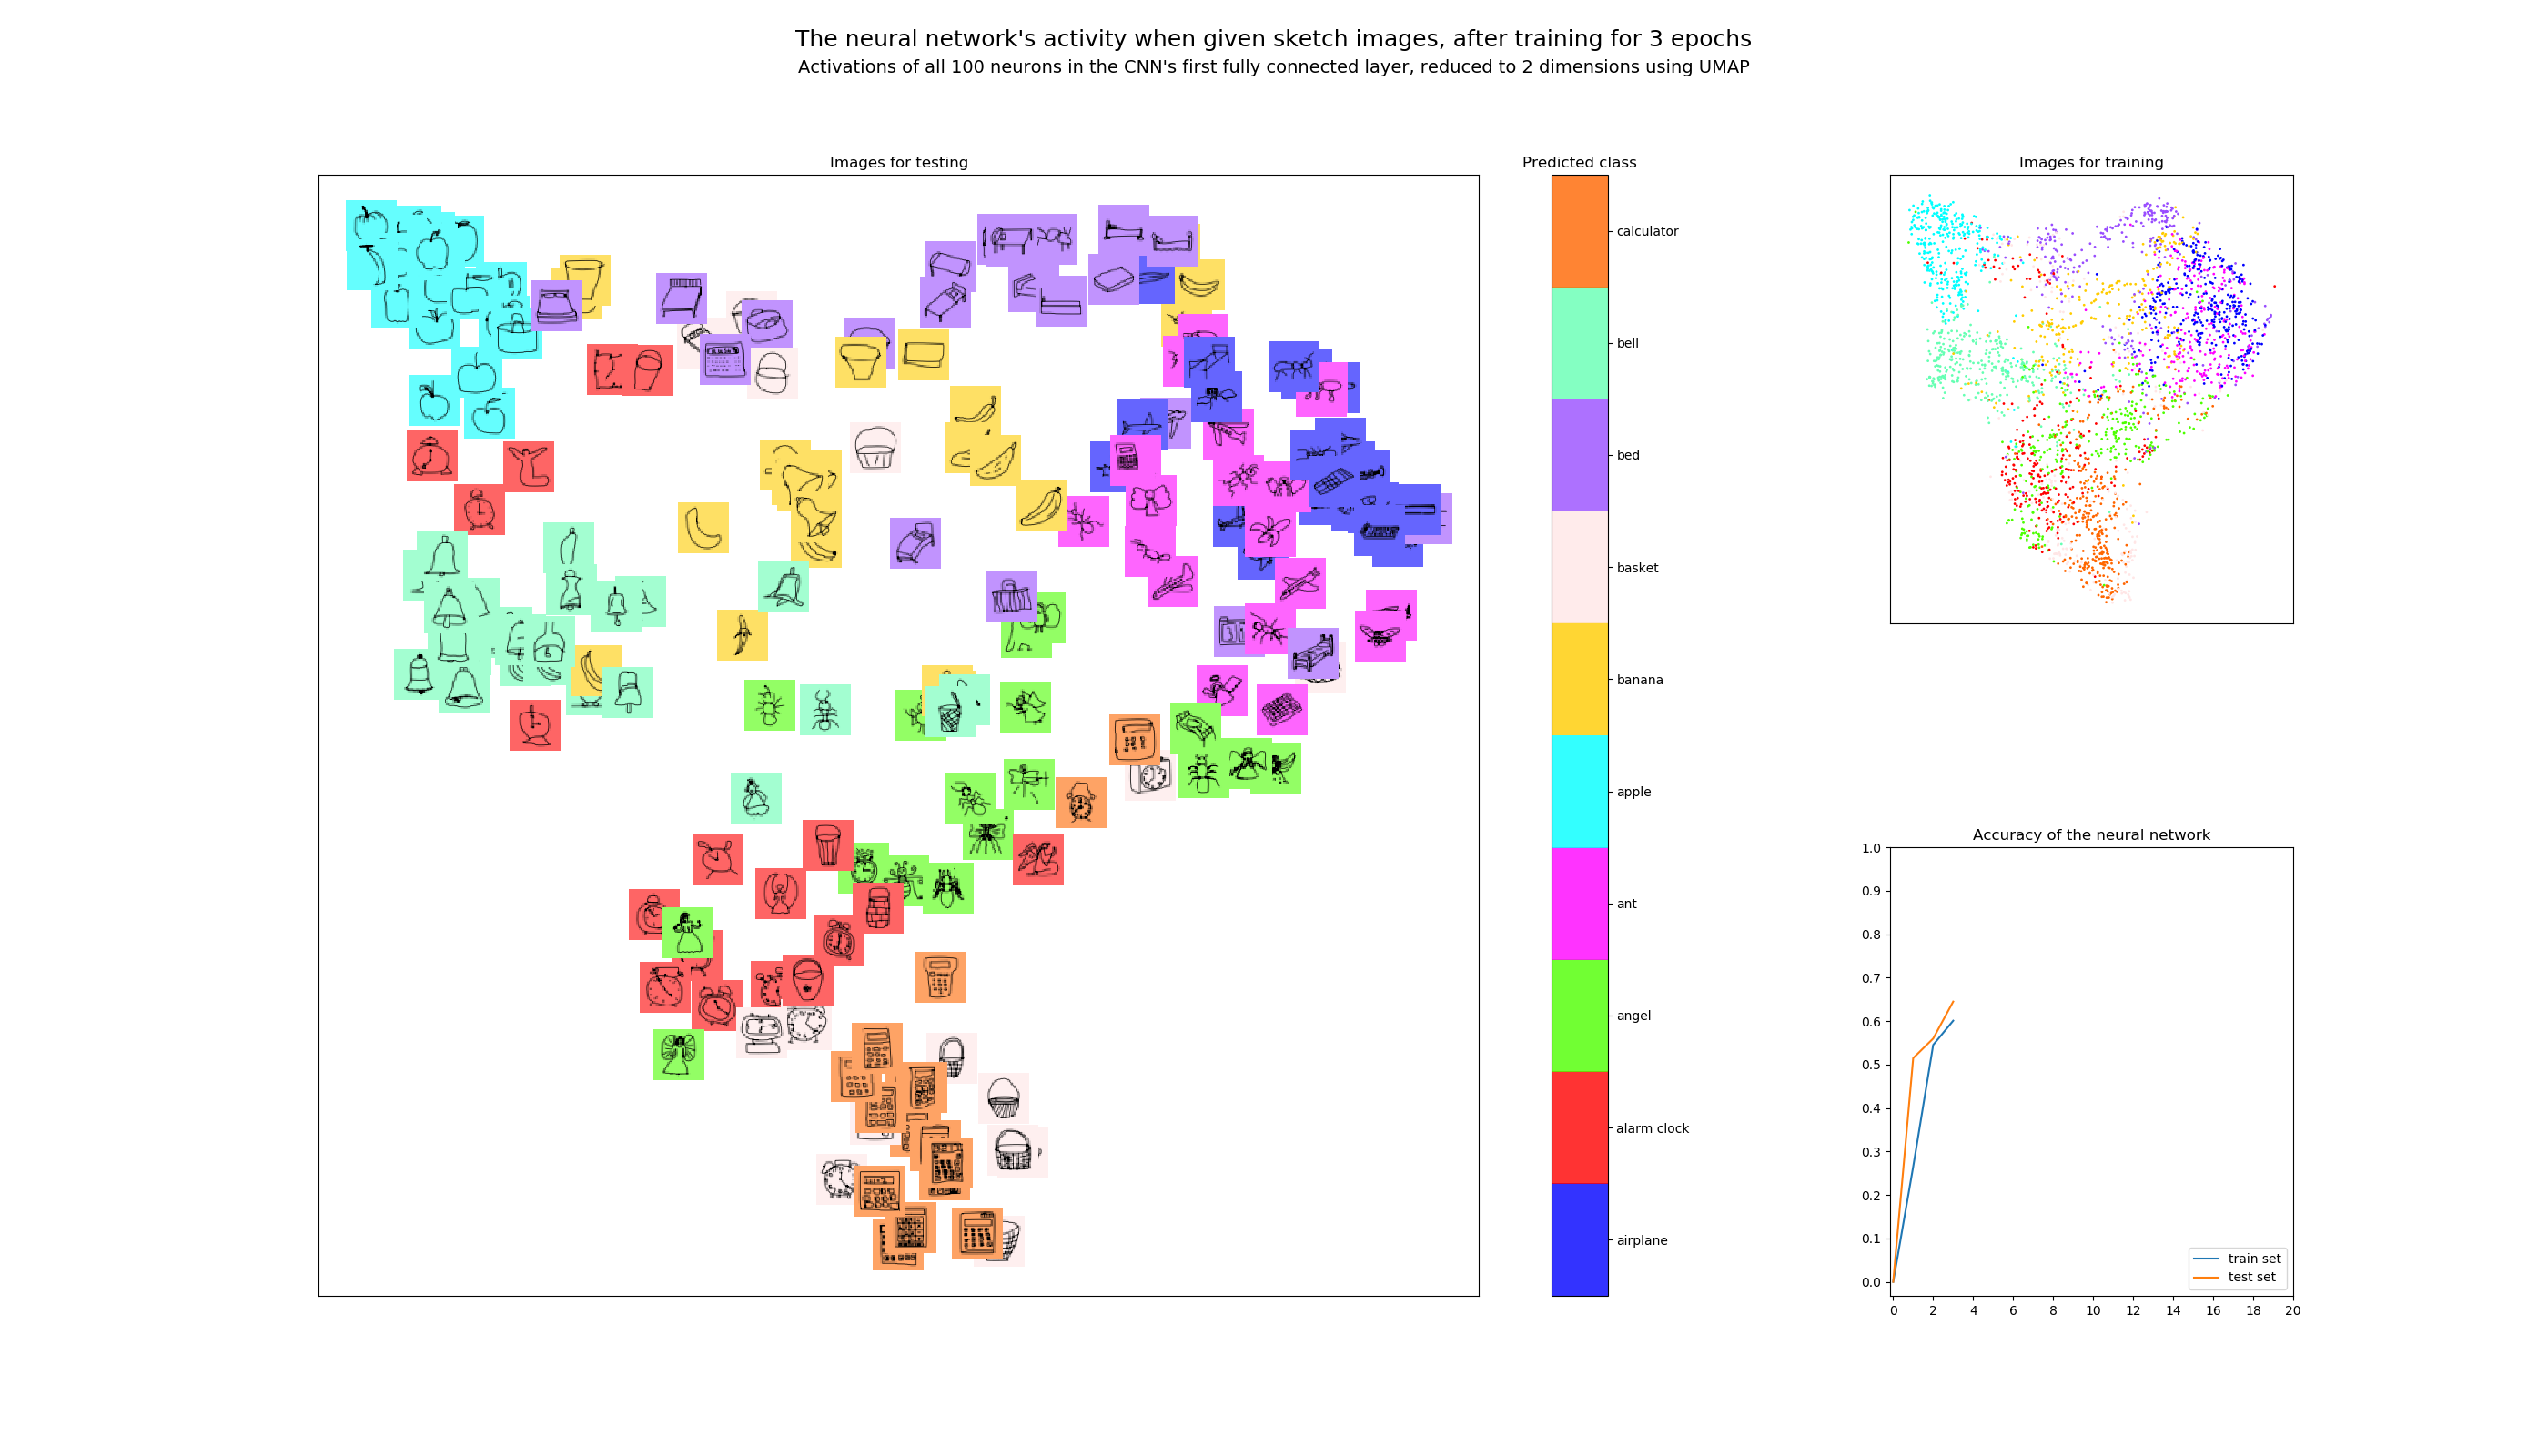 The neural network's activity when given sketch images, after training for 3 epochs
Activations of all 100 neurons in the CNN's first fully connected layer, reduced to 2 dimensions using UMAP
Images for testing
Predicted class
calculator
bell
bed
basket
banana
apple
ant
angel
alarm clock
airplane
Images for training
Accuracy of the neural network
1.0
0.9
0.8
0.7
0.6
0.5
0.4
0.3
0.2
0.1
0.0
train set
test set
0 2 4 6 8 10 12 14 16 18 20